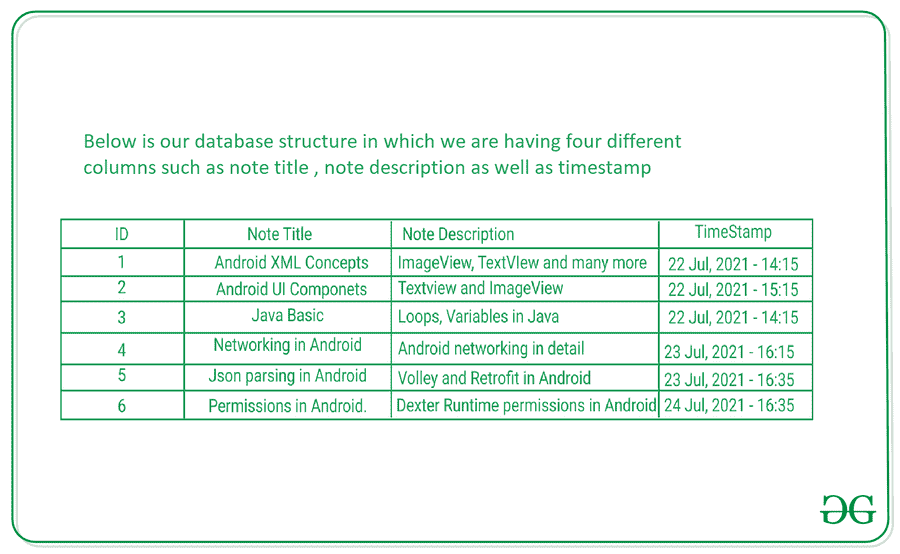 Below is our database structure in which we are having four different
columns such as note title , note description as well as timestamp
ID Note Title Note Description TimeStamp
1 Android XML Concepts ImageView, TextVIew and many more 22 Jul, 2021 - 14:15
2 Android UI Componets Textview and ImageView 22 Jul, 2021 - 15:15
3 Java Basic Loops, Variables in Java 22 Jul, 2021 - 14:15
4 Networking in Android Android networking in detail 23 Jul, 2021 - 16:15
5 Json parsing in Android Volley and Retrofit in Android 23 Jul, 2021 - 16:35
6 Permissions in Android. Dexter Runtime permissions in Android 24 Jul, 2021 - 16:35